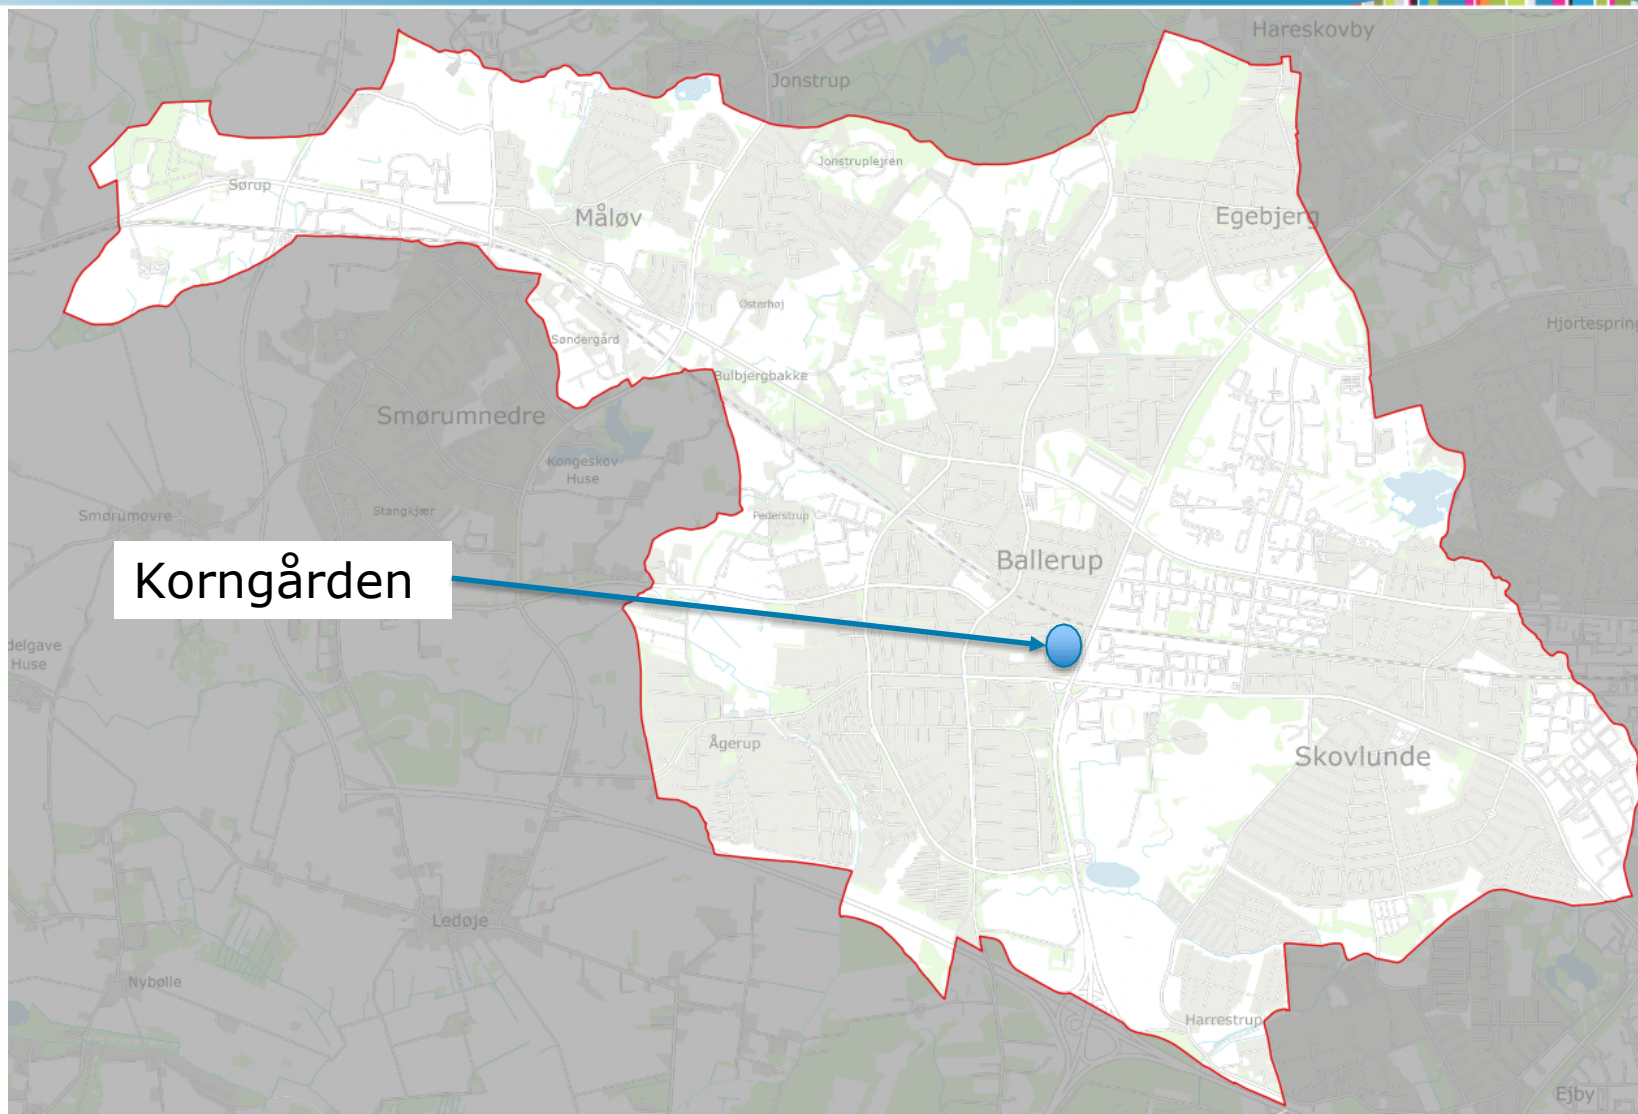 Hareskovby
Jonstrup
Jonstruplejren
Sørup
Måløv
Egebjerg
Østerhøj
Hjortespring
Søndergård
Bulbjergbakke
Smørumnedre
Kongeskov
Huse
Smørumovre
Stangkjær
Pederstrup
Ballerup
Korngården
delgave
Huse
Ågerup
Skovlunde
Ledøje
Nybølle
Harrestrup
Ejby